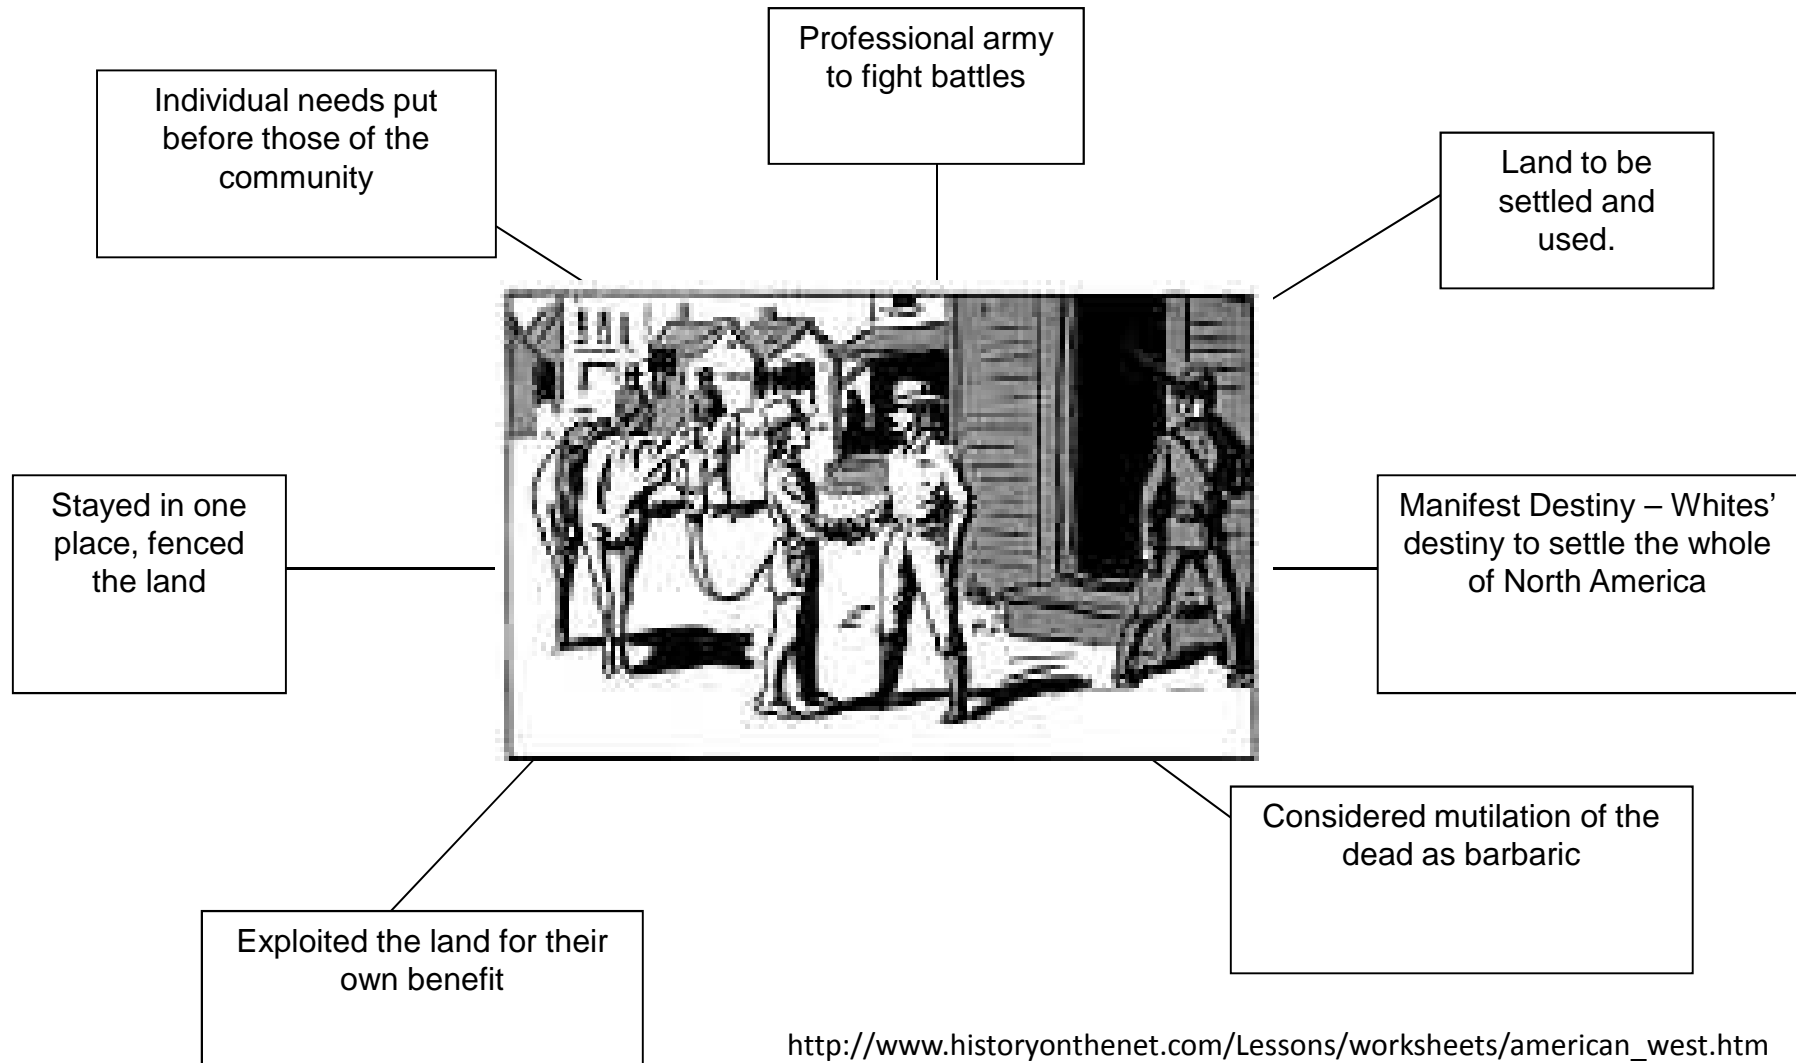 Professional army
to fight battles
Individual needs put
before those of the
community
Land to be
settled and
used.
Stayed in one
place, fenced
the land
Manifest Destiny – Whites’
destiny to settle the whole
of North America
Considered mutilation of the
dead as barbaric
Exploited the land for their
own benefit
http://www.historyonthenet.com/Lessons/worksheets/american_west.htm